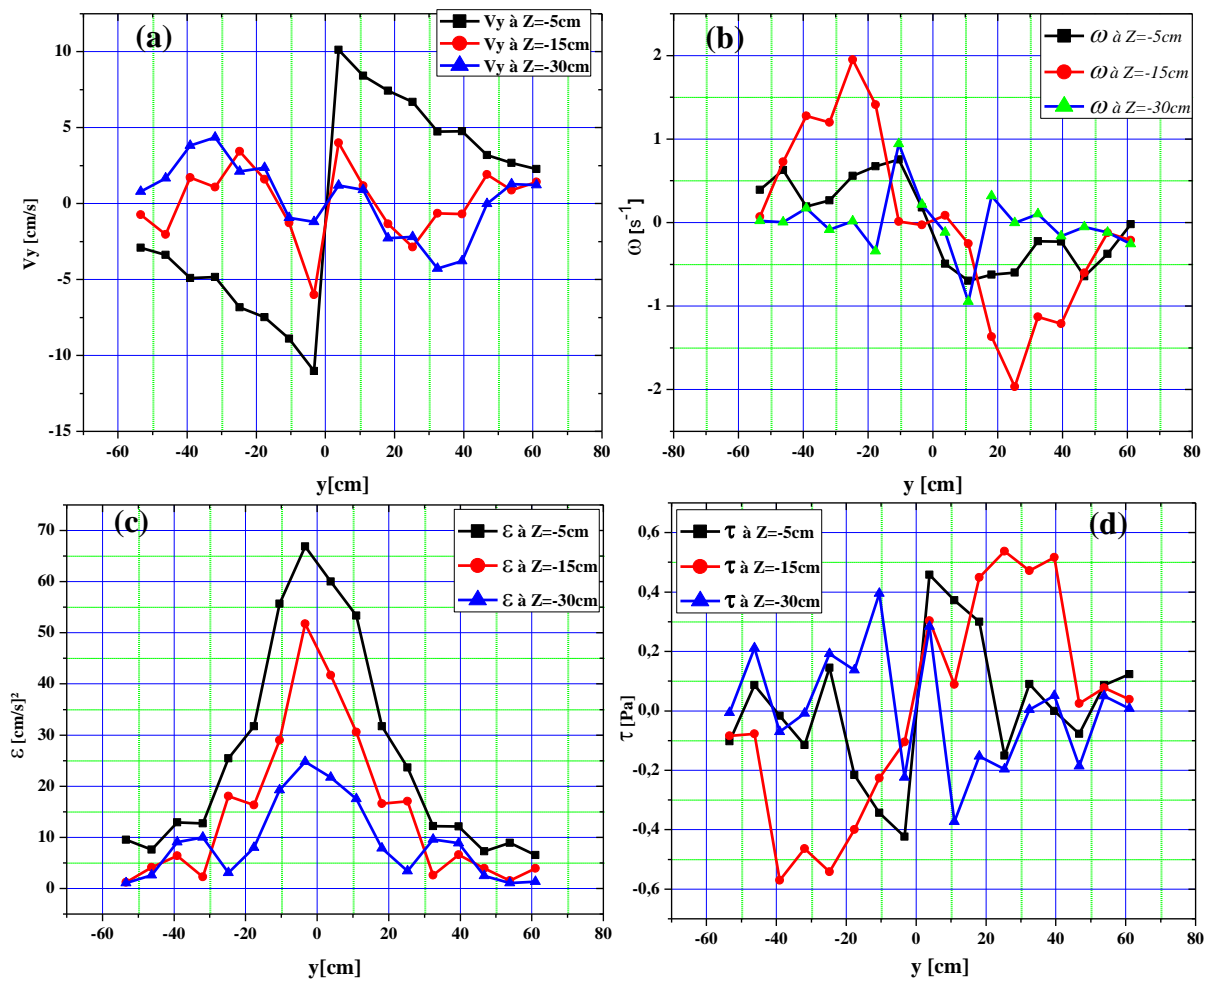 (a)
Vy à Z=-5cm
Vy à Z=-15cm
Vy à Z=-30cm
10
5
0
-5
-10
-15
Vy [cm/s]
-60 -40 -20 0 20 40 60 80
y[cm]
(b)
ω à Z=-5cm
ω à Z=-15cm
ω à Z=-30cm
2
1
0
-1
-2
ω [s⁻¹]
-80 -60 -40 -20 0 20 40 60 80
y [cm]
(c)
ε à Z=-5cm
ε à Z=-15cm
ε à Z=-30cm
70
60
50
40
30
20
10
0
ε [cm/s]²
-60 -40 -20 0 20 40 60 80
y[cm]
(d)
τ à Z=-5cm
τ à Z=-15cm
τ à Z=-30cm
0,6
0,4
0,2
0,0
-0,2
-0,4
-0,6
τ [Pa]
-60 -40 -20 0 20 40 60 80
y [cm]